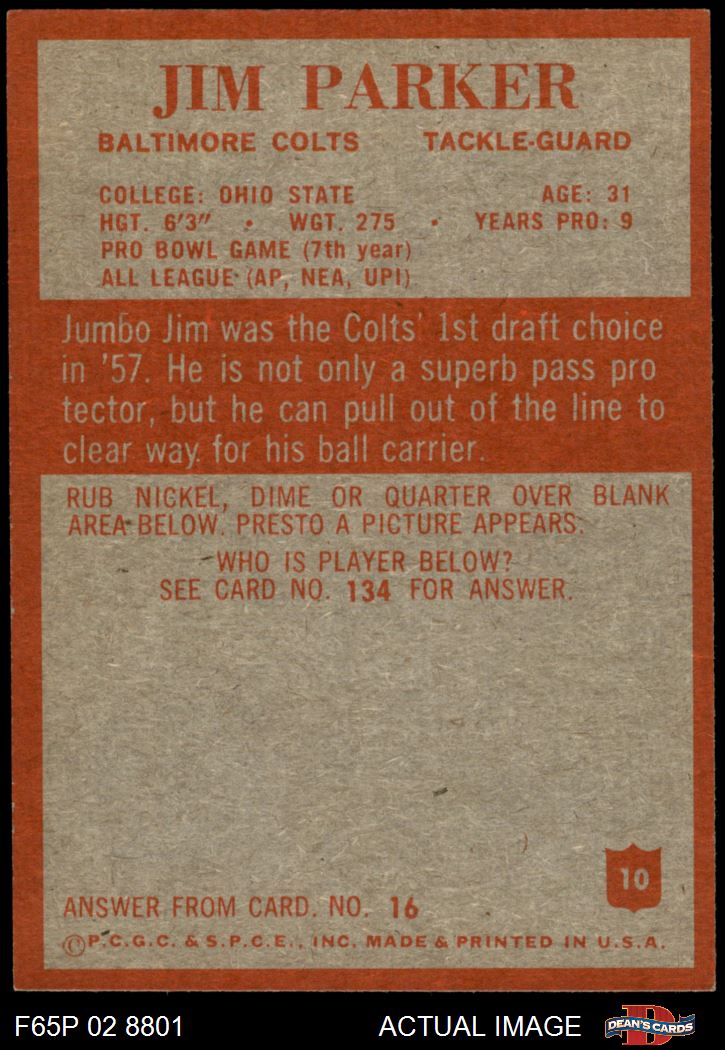 JIM PARKER
BALTIMORE COLTS TACKLE-GUARD
COLLEGE: OHIO STATE AGE: 31
HGT. 6'3" • WGT. 275 • YEARS PRO: 9
PRO BOWL GAME (7th year)
ALL LEAGUE (AP, NEA, UPI)
Jumbo Jim was the Colts' 1st draft choice
in '57. He is not only a superb pass pro
tector, but he can pull out of the line to
clear way for his ball carrier.
RUB NICKEL, DIME OR QUARTER OVER BLANK
AREA BELOW. PRESTO A PICTURE APPEARS.
WHO IS PLAYER BELOW?
SEE CARD NO. 134 FOR ANSWER.
10
ANSWER FROM CARD. NO. 16
©P.C.G.C. & S.P.C.E., INC. MADE & PRINTED IN U.S.A.
F65P 02 8801 ACTUAL IMAGE D DEAN'S CARDS